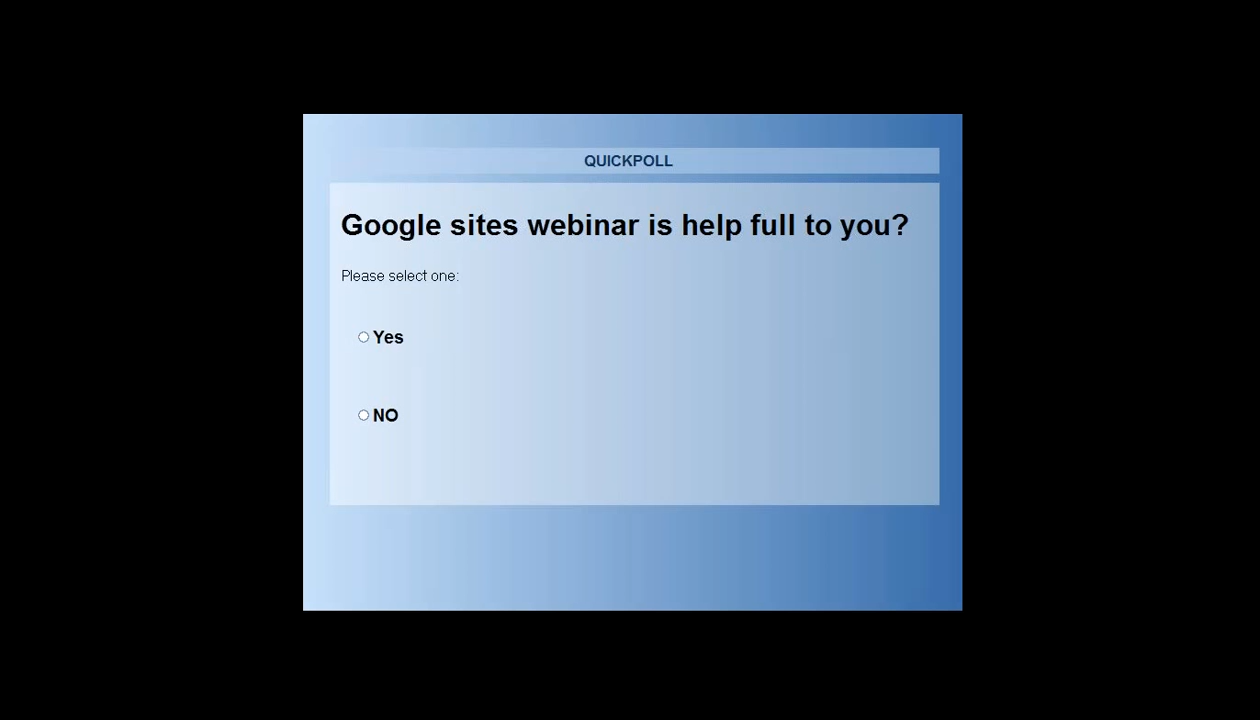 QUICKPOLL
Google sites webinar is help full to you?
Please select one:
Yes
NO